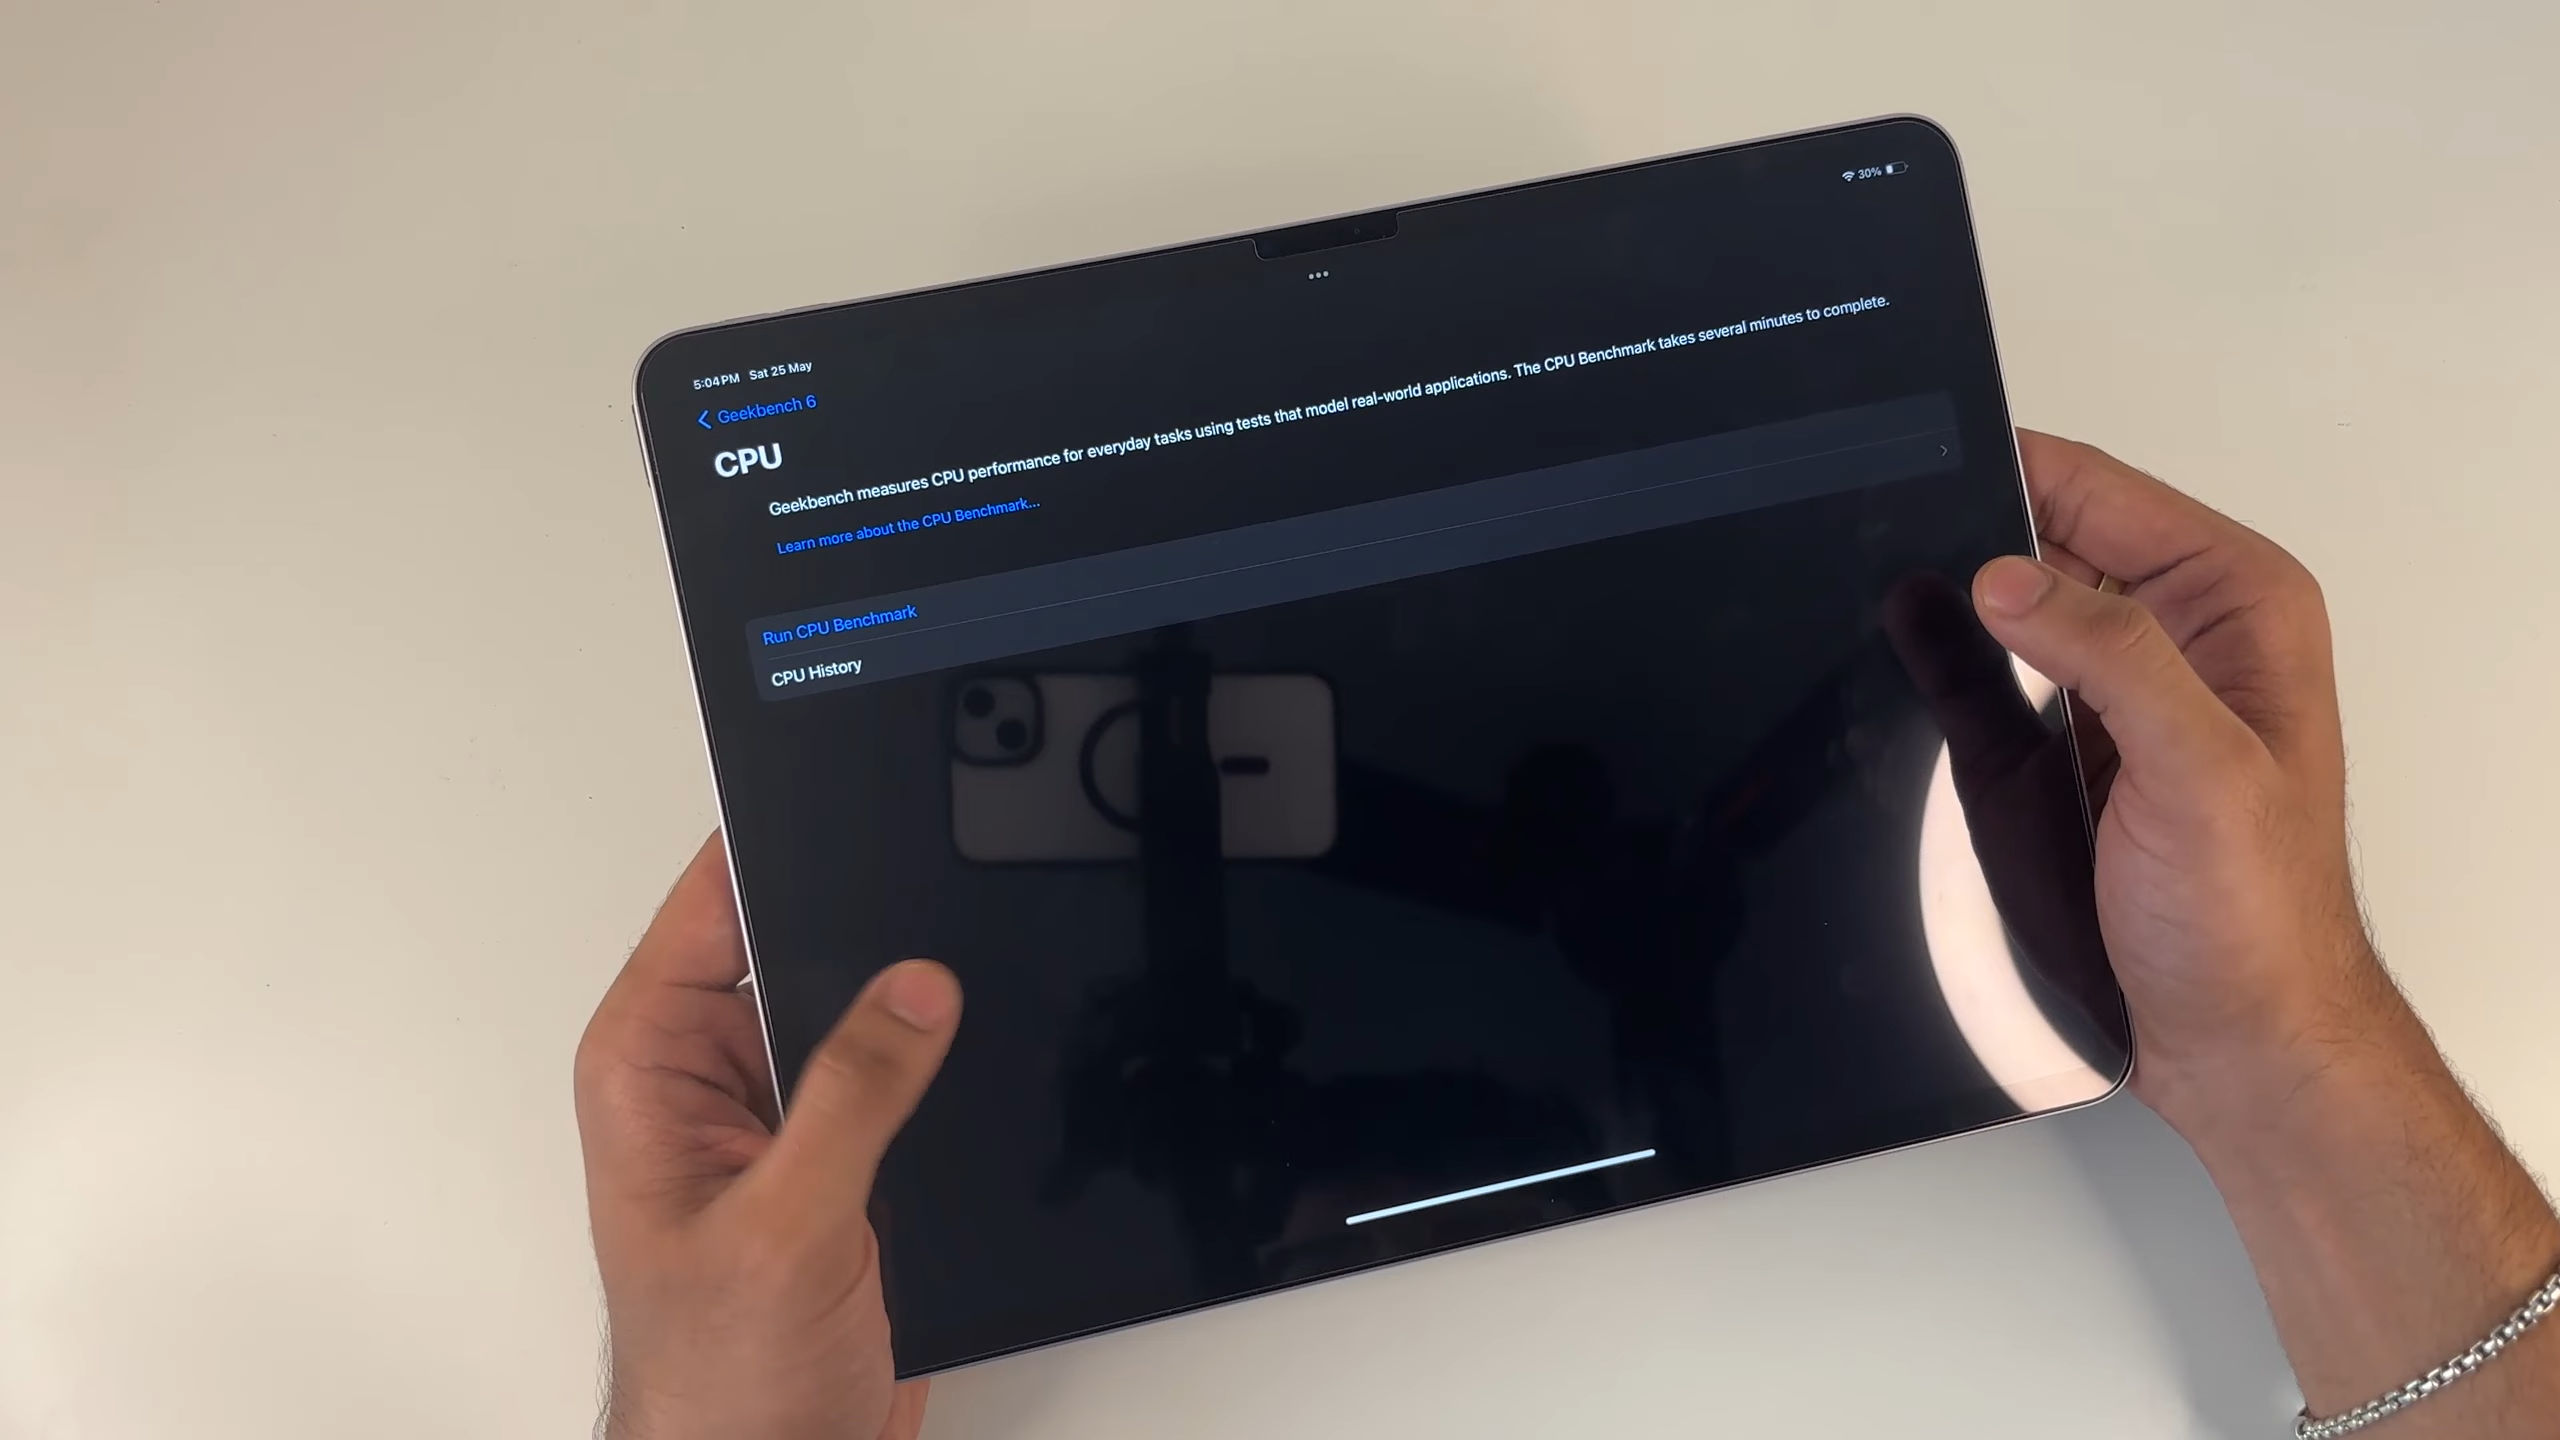 5:04 PM Sat 25 May
30%
Geekbench 6
CPU
Geekbench measures CPU performance for everyday tasks using tests that model real-world applications. The CPU Benchmark takes several minutes to complete.
Learn more about the CPU Benchmark...
Run CPU Benchmark
CPU History